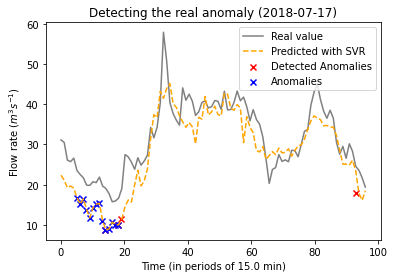 Detecting the real anomaly (2018-07-17)
Real value
Predicted with SVR
Detected Anomalies
Anomalies
Flow rate (m³s⁻¹)
60
50
40
30
20
10
0
20
40
60
80
100
Time (in periods of 15.0 min)